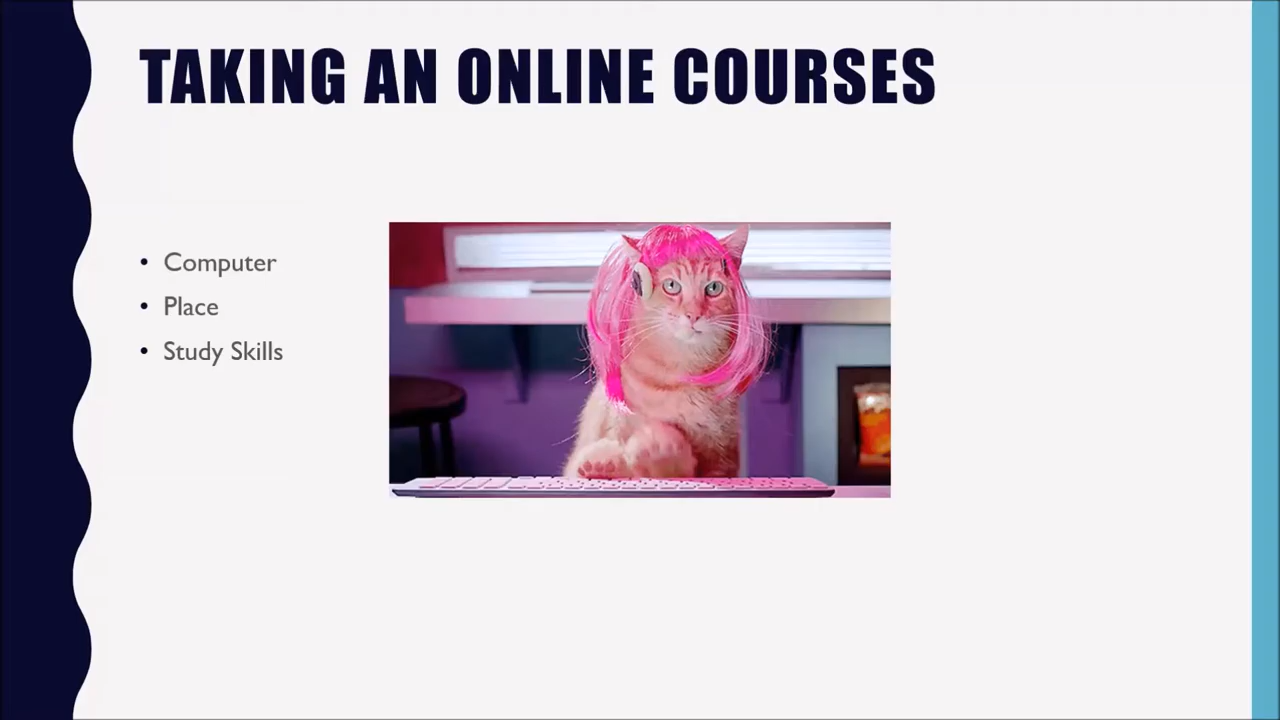 TAKING AN ONLINE COURSES
• Computer
• Place
• Study Skills